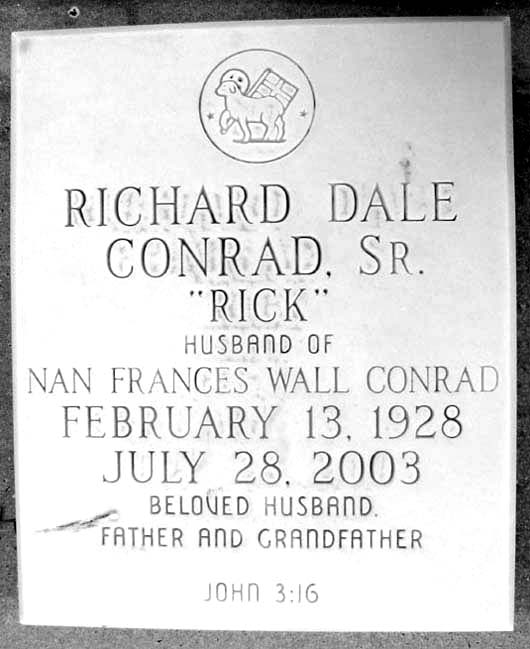 RICHARD DALE
CONRAD, SR.
"RICK"
HUSBAND OF
NAN FRANCES WALL CONRAD
FEBRUARY 13, 1928
JULY 28, 2003
BELOVED HUSBAND,
FATHER AND GRANDFATHER
JOHN 3:16